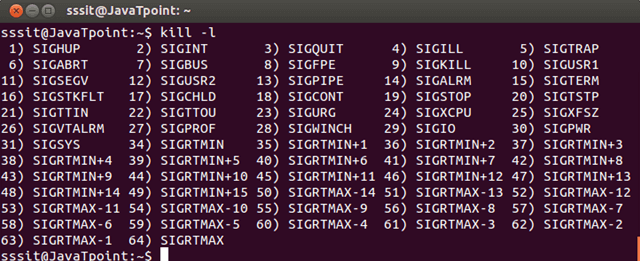 sssit@JavaTpoint: ~
sssit@JavaTpoint:~$ kill -l
 1) SIGHUP 2) SIGINT 3) SIGQUIT 4) SIGILL 5) SIGTRAP
 6) SIGABRT 7) SIGBUS 8) SIGFPE 9) SIGKILL 10) SIGUSR1
11) SIGSEGV 12) SIGUSR2 13) SIGPIPE 14) SIGALRM 15) SIGTERM
16) SIGSTKFLT 17) SIGCHLD 18) SIGCONT 19) SIGSTOP 20) SIGTSTP
21) SIGTTIN 22) SIGTTOU 23) SIGURG 24) SIGXCPU 25) SIGXFSZ
26) SIGVTALRM 27) SIGPROF 28) SIGWINCH 29) SIGIO 30) SIGPWR
31) SIGSYS 34) SIGRTMIN 35) SIGRTMIN+1 36) SIGRTMIN+2 37) SIGRTMIN+3
38) SIGRTMIN+4 39) SIGRTMIN+5 40) SIGRTMIN+6 41) SIGRTMIN+7 42) SIGRTMIN+8
43) SIGRTMIN+9 44) SIGRTMIN+10 45) SIGRTMIN+11 46) SIGRTMIN+12 47) SIGRTMIN+13
48) SIGRTMIN+14 49) SIGRTMIN+15 50) SIGRTMAX-14 51) SIGRTMAX-13 52) SIGRTMAX-12
53) SIGRTMAX-11 54) SIGRTMAX-10 55) SIGRTMAX-9 56) SIGRTMAX-8 57) SIGRTMAX-7
58) SIGRTMAX-6 59) SIGRTMAX-5 60) SIGRTMAX-4 61) SIGRTMAX-3 62) SIGRTMAX-2
63) SIGRTMAX-1 64) SIGRTMAX
sssit@JavaTpoint:~$